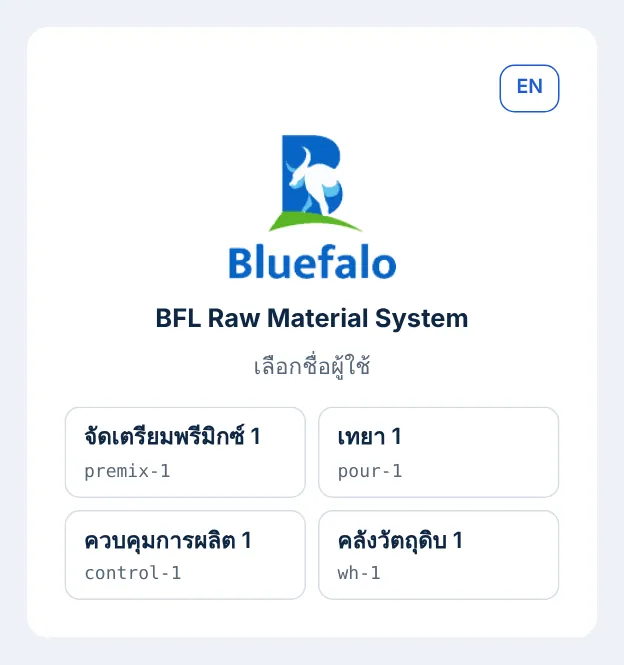 EN
Bluefalo
BFL Raw Material System
เลือกชื่อผู้ใช้
จัดเตรียมพรีมิกซ์ 1
premix-1
เทยา 1
pour-1
ควบคุมการผลิต 1
control-1
คลังวัตถุดิบ 1
wh-1